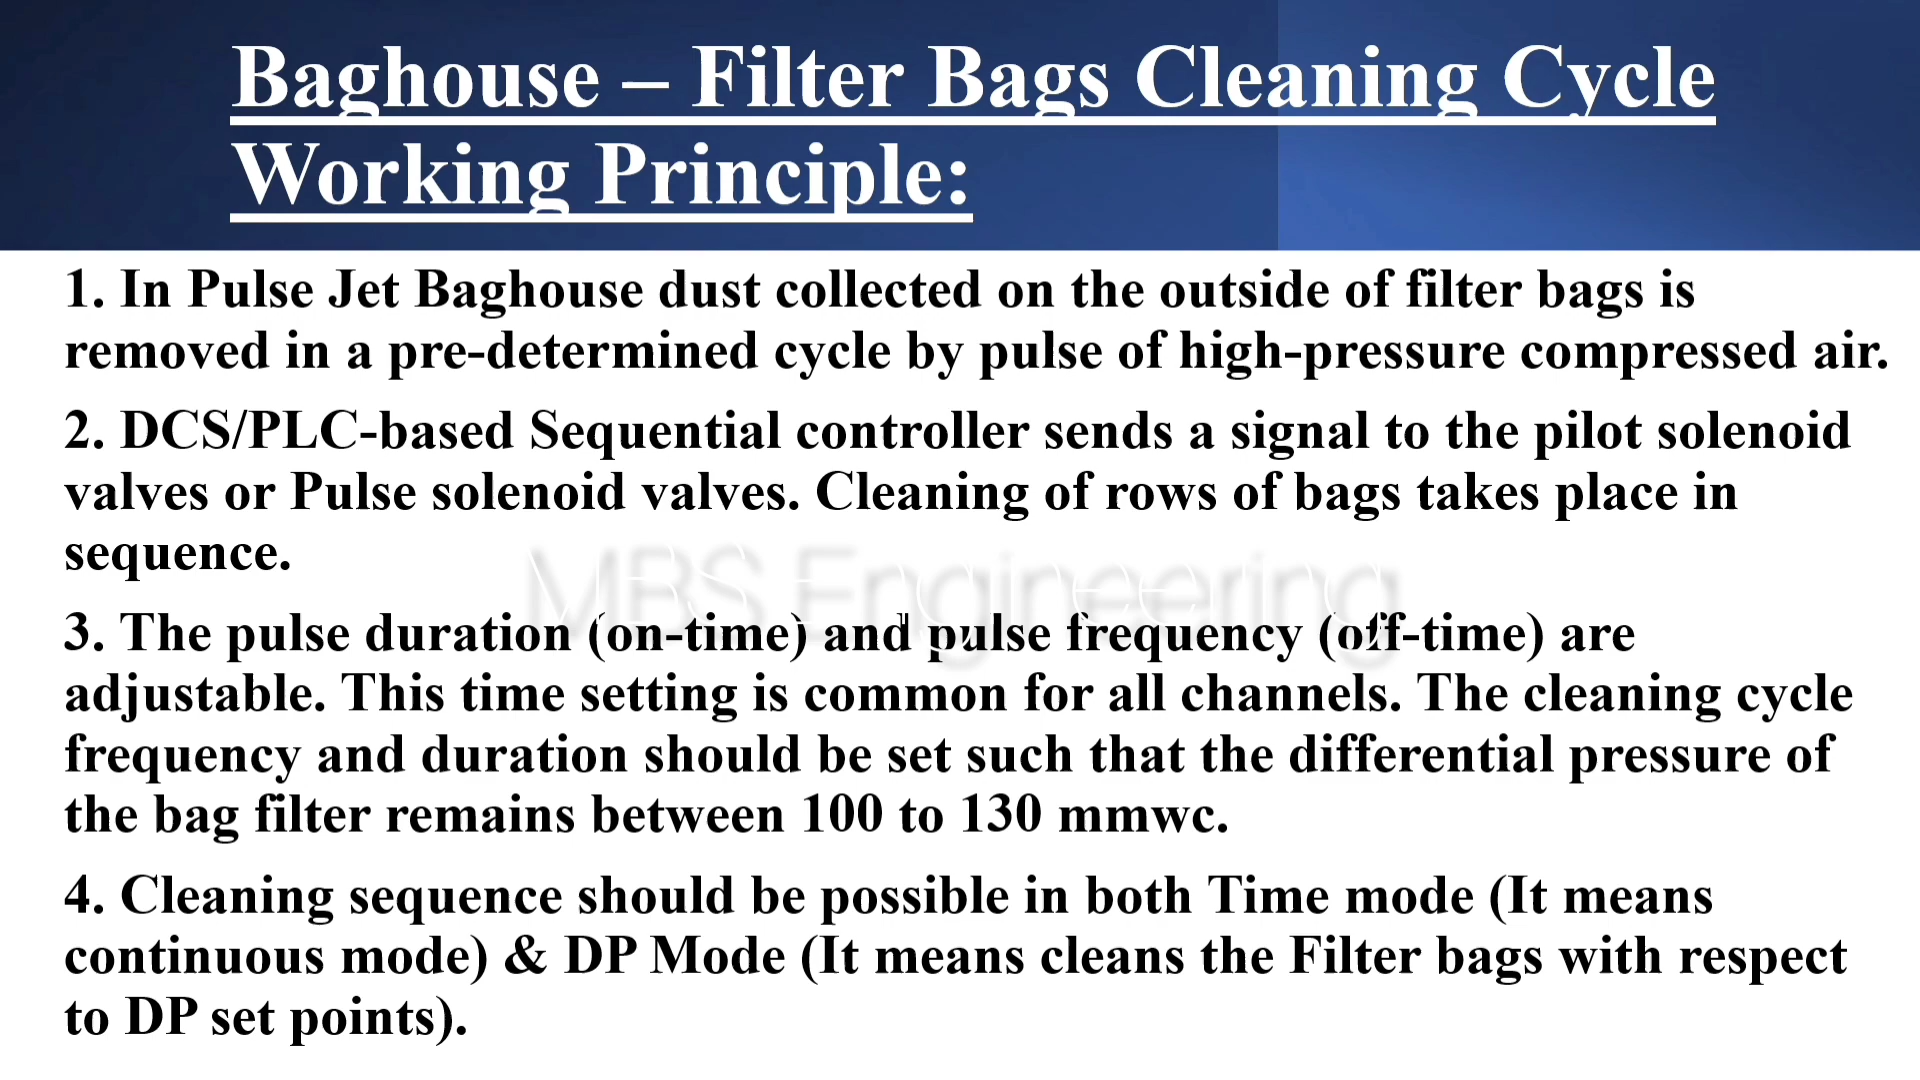 Baghouse – Filter Bags Cleaning Cycle
Working Principle:
1. In Pulse Jet Baghouse dust collected on the outside of filter bags is
removed in a pre-determined cycle by pulse of high-pressure compressed air.
2. DCS/PLC-based Sequential controller sends a signal to the pilot solenoid
valves or Pulse solenoid valves. Cleaning of rows of bags takes place in
sequence.
MBS Engineering
3. The pulse duration (on-time) and pulse frequency (off-time) are
adjustable. This time setting is common for all channels. The cleaning cycle
frequency and duration should be set such that the differential pressure of
the bag filter remains between 100 to 130 mmwc.
4. Cleaning sequence should be possible in both Time mode (It means
continuous mode) & DP Mode (It means cleans the Filter bags with respect
to DP set points).